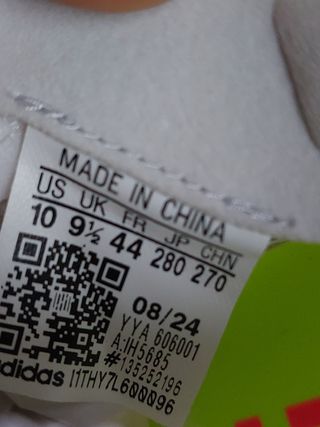 MADE IN CHINA
US UK FR JP CHN
10 9½ 44 280 270
08/24
YYA 606001
A:IH5685
#135252196
adidas I1THY7L600096